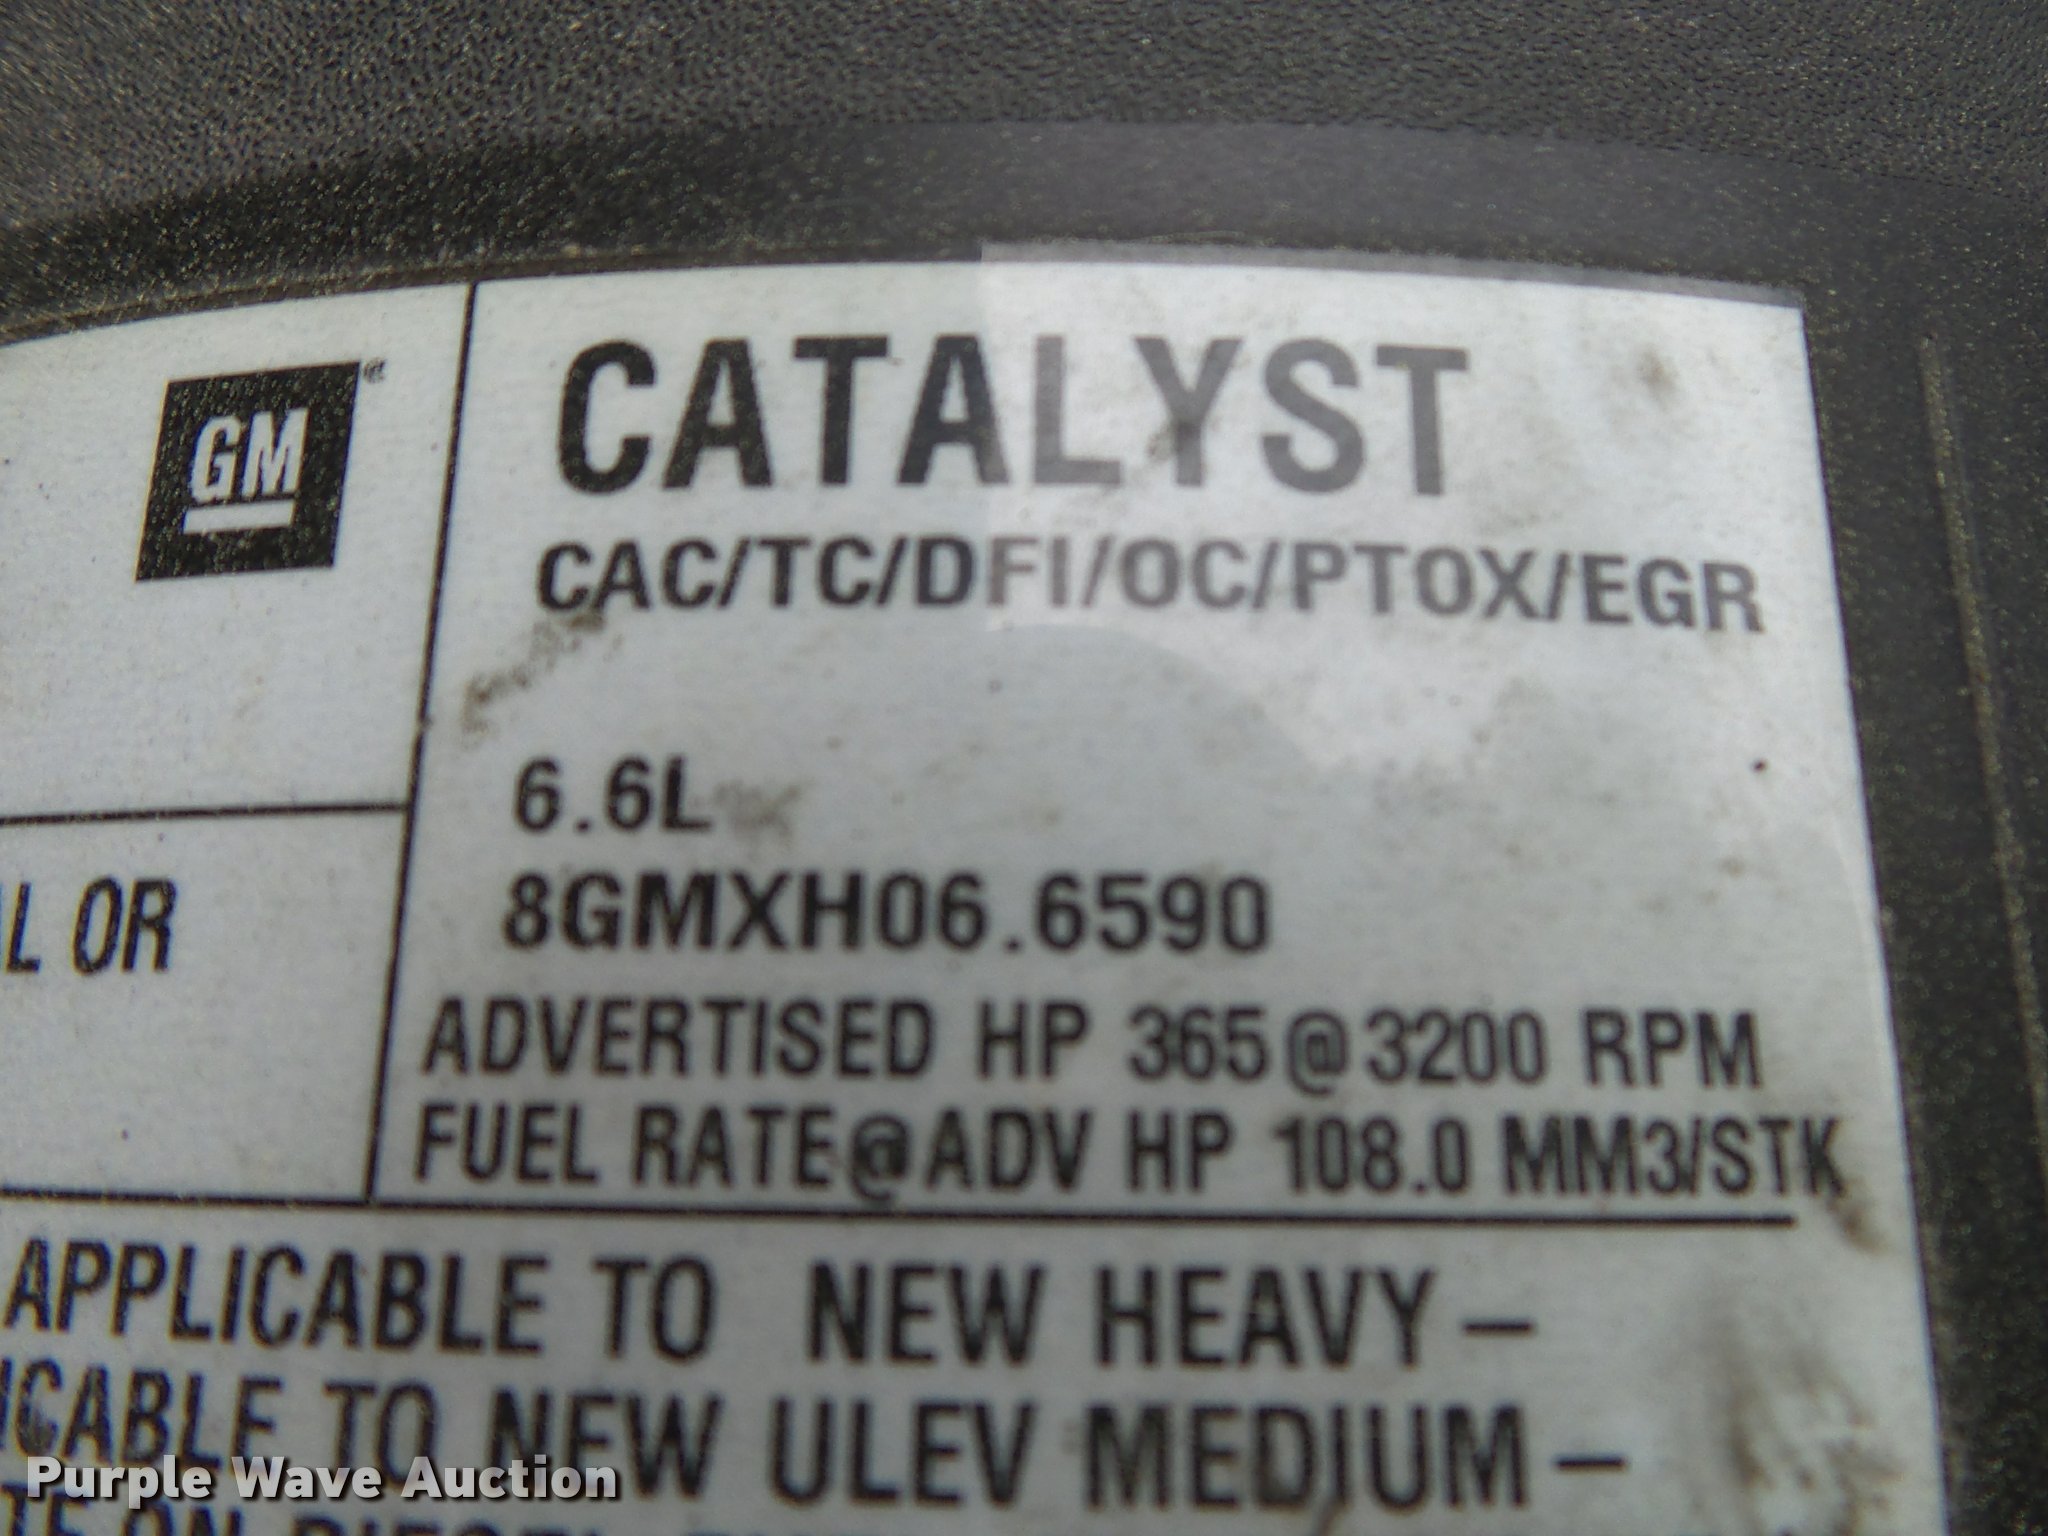 GM
CATALYST
CAC/TC/DFI/OC/PTOX/EGR
6.6L
8GMXH06.6590
L OR
ADVERTISED HP 365@3200 RPM
FUEL RATE@ADV HP 108.0 MM3/STK
APPLICABLE TO NEW HEAVY-
ICABLE TO NEW ULEV MEDIUM-
Purple Wave Auction